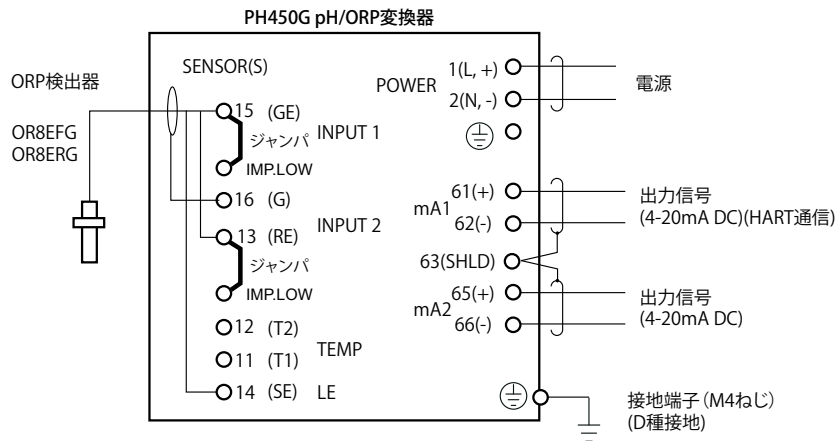 PH450G pH/ORP変換器
SENSOR(S)
ORP検出器
OR8EFG
OR8ERG
15 (GE)
ジャンパ
INPUT 1
IMP.LOW
16 (G)
INPUT 2
13 (RE)
ジャンパ
IMP.LOW
12 (T2)
TEMP
11 (T1)
14 (SE) LE
POWER
1(L, +)
2(N, -)
電源
mA1
61(+)
62(-)
出力信号
(4-20mA DC)(HART通信)
63(SHLD)
mA2
65(+)
66(-)
出力信号
(4-20mA DC)
接地端子(M4ねじ)
(D種接地)